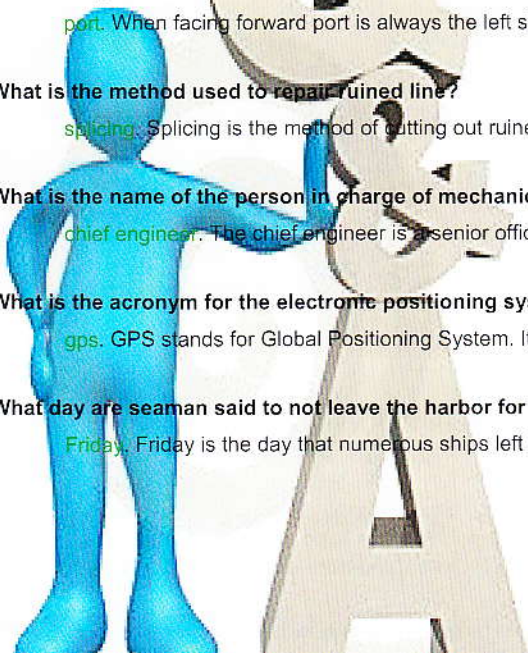 port. When facing forward port is always the left s
What is the method used to repair ruined line?
splicing. Splicing is the method of cutting out ruine
What is the name of the person in charge of mechanic
chief engineer. The chief engineer is a senior offic
What is the acronym for the electronic positioning sy
gps. GPS stands for Global Positioning System. It
What day are seaman said to not leave the harbor for
Friday. Friday is the day that numerous ships left
&
A